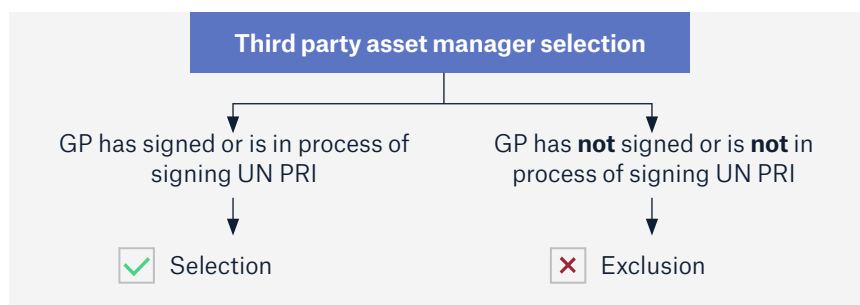 Third party asset manager selection
GP has signed or is in process of
signing UN PRI
GP has not signed or is not in
process of signing UN PRI
Selection
Exclusion